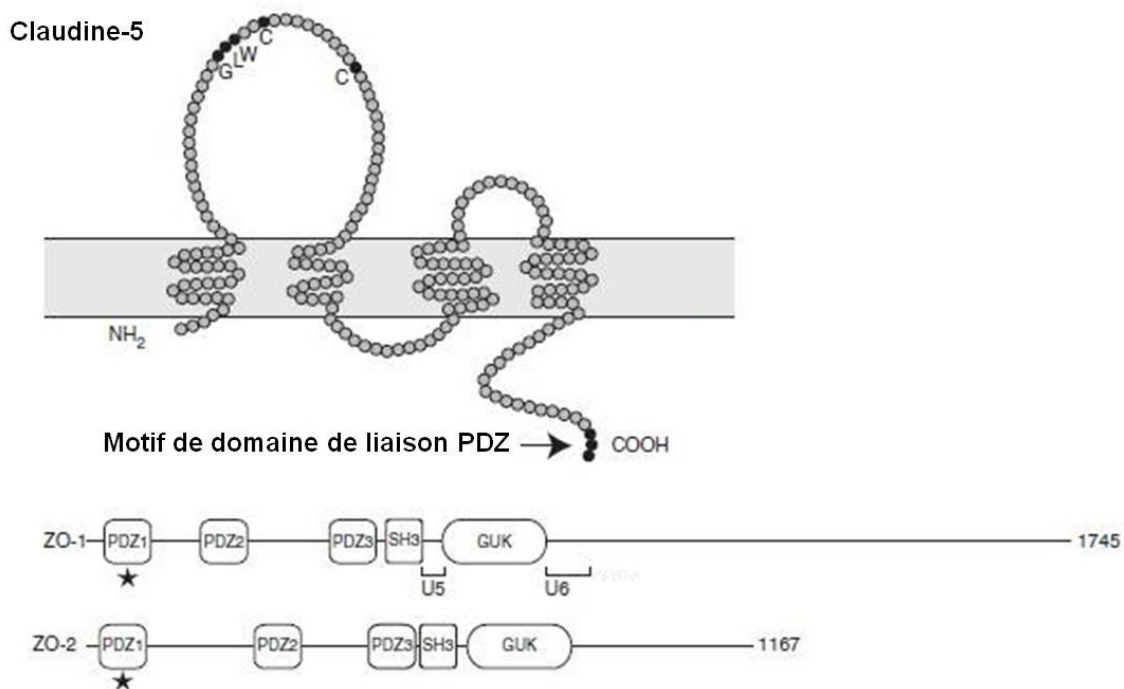 Claudine-5
G L W C C
NH2
Motif de domaine de liaison PDZ
COOH
ZO-1 PDZ1 PDZ2 PDZ3 SH3 GUK 1745
U5 U6
ZO-2 PDZ1 PDZ2 PDZ3 SH3 GUK 1167